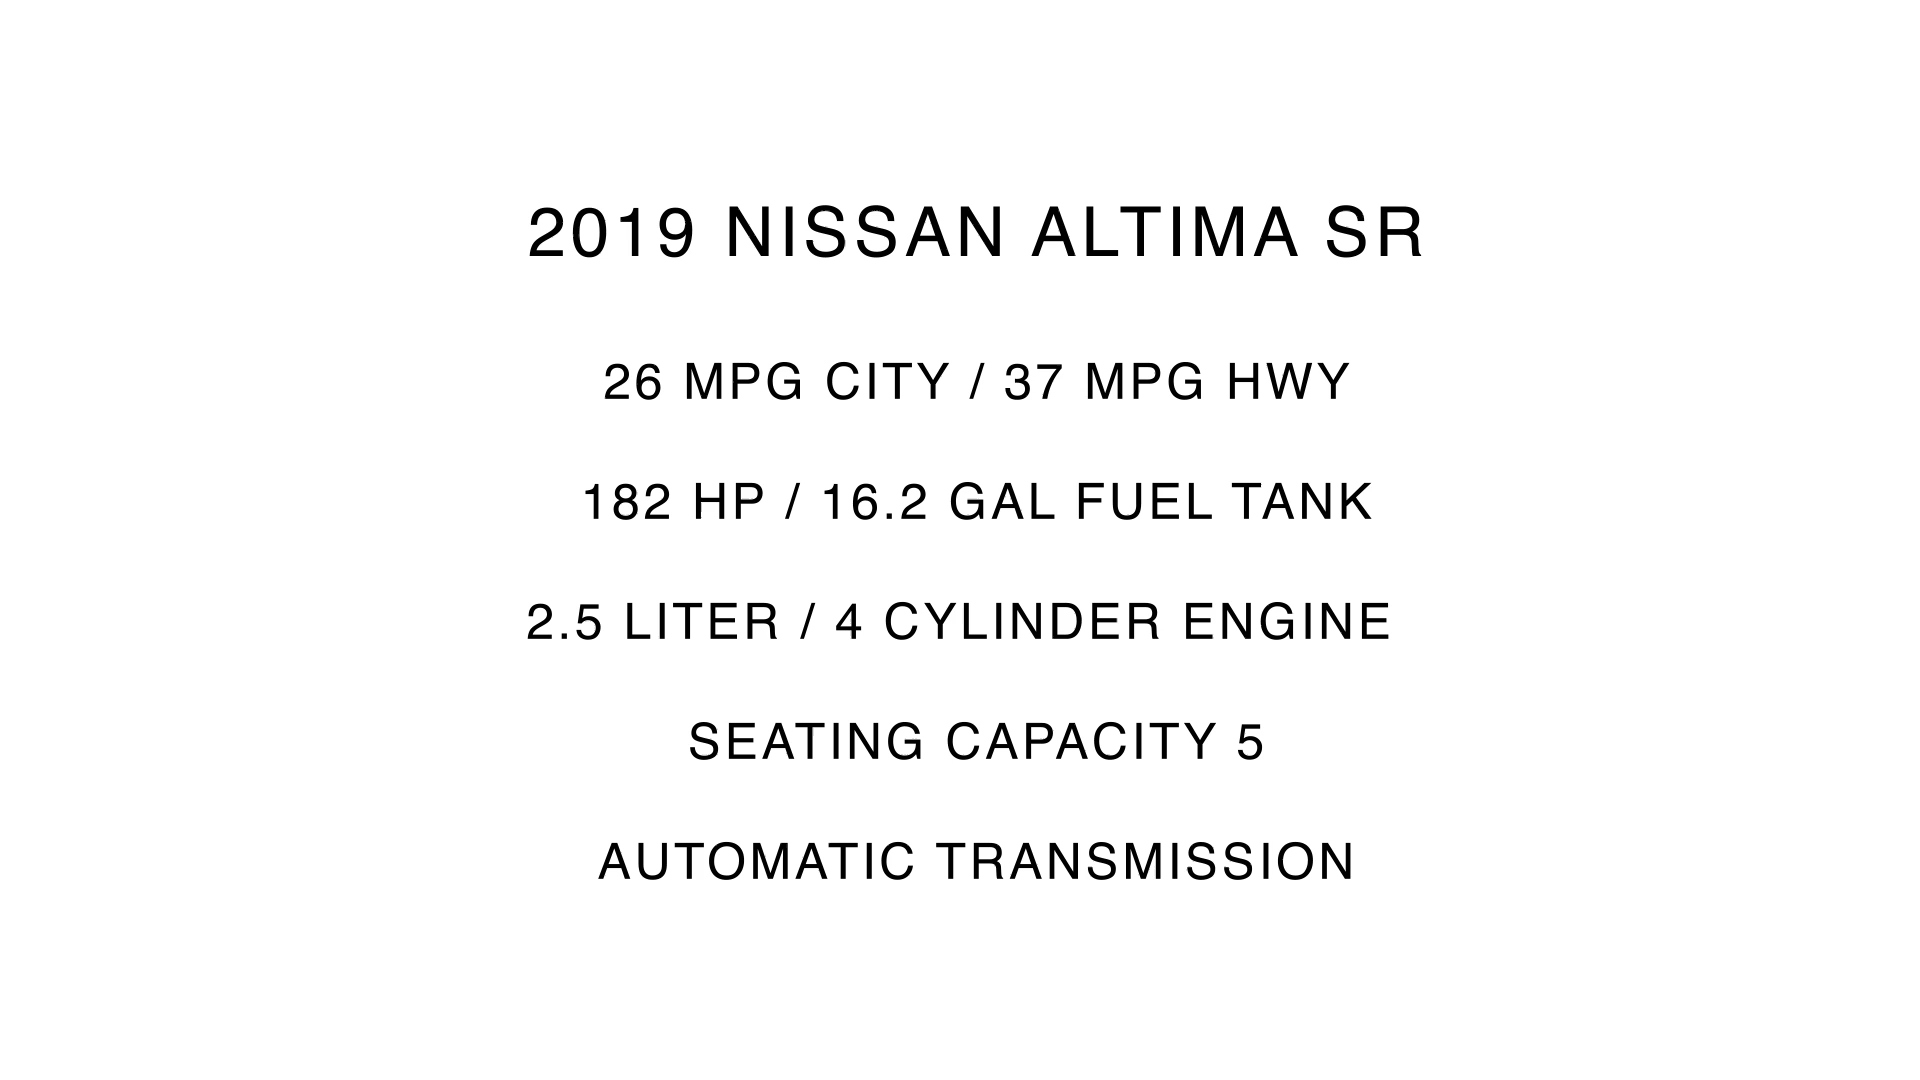 2019 NISSAN ALTIMA SR
26 MPG CITY / 37 MPG HWY
182 HP / 16.2 GAL FUEL TANK
2.5 LITER / 4 CYLINDER ENGINE
SEATING CAPACITY 5
AUTOMATIC TRANSMISSION